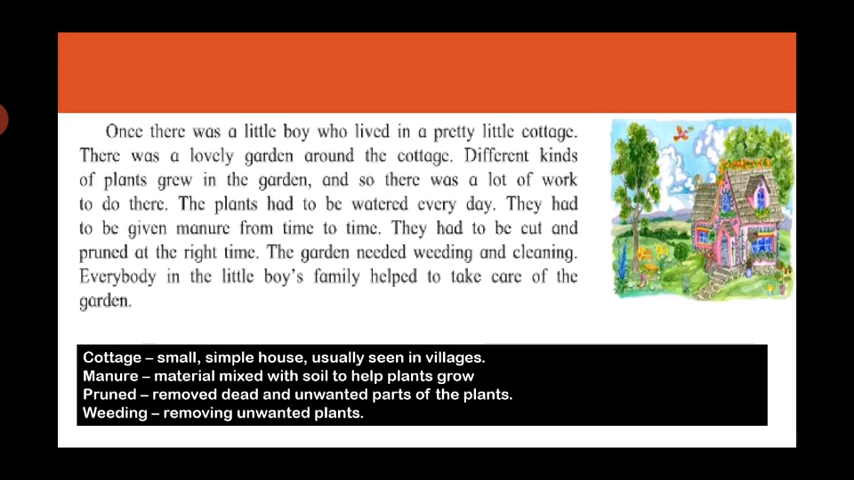 Once there was a little boy who lived in a pretty little cottage.
There was a lovely garden around the cottage. Different kinds
of plants grew in the garden, and so there was a lot of work
to do there. The plants had to be watered every day. They had
to be given manure from time to time. They had to be cut and
pruned at the right time. The garden needed weeding and cleaning.
Everybody in the little boy's family helped to take care of the
garden.
Cottage – small, simple house, usually seen in villages.
Manure – material mixed with soil to help plants grow
Pruned – removed dead and unwanted parts of the plants.
Weeding – removing unwanted plants.